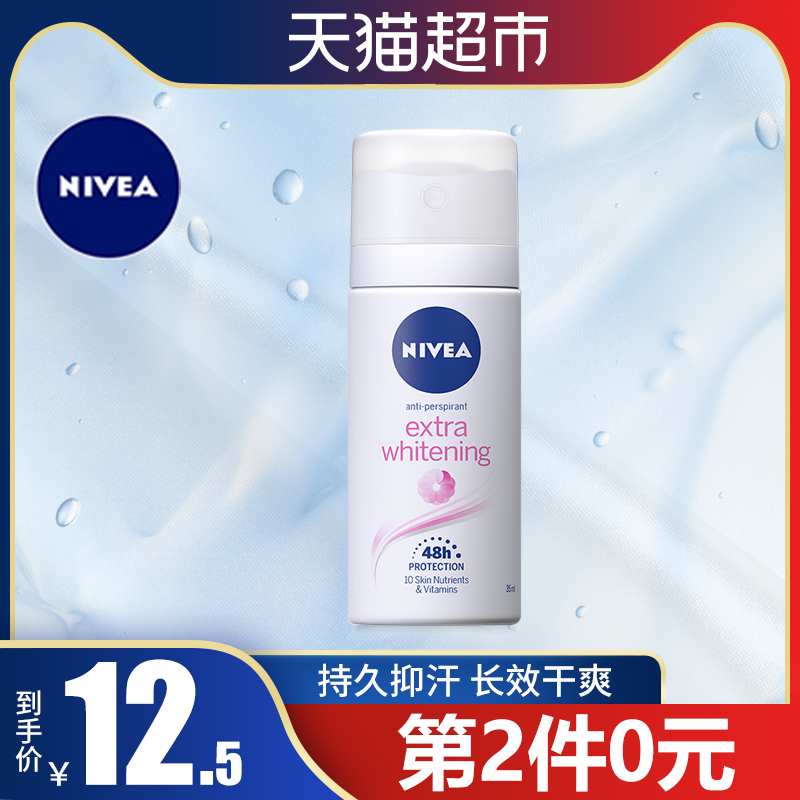 天猫超市
NIVEA
NIVEA
anti-perspirant
extra
whitening
48h
PROTECTION
10 Skin Nutrients
& Vitamins
35ml
持久抑汗 长效干爽
到手价
¥12.5
第2件0元